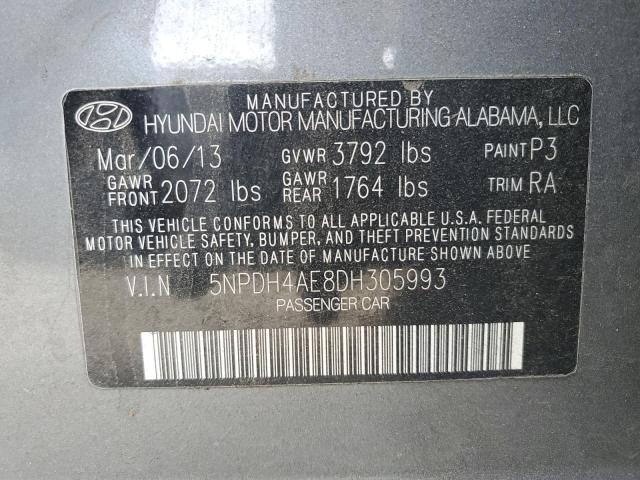 MANUFACTURED BY
HYUNDAI MOTOR MANUFACTURING ALABAMA, LLC
Mar/06/13 GVWR 3792 lbs PAINT P3
GAWR FRONT 2072 lbs GAWR REAR 1764 lbs TRIM RA
THIS VEHICLE CONFORMS TO ALL APPLICABLE U.S.A. FEDERAL
MOTOR VEHICLE SAFETY, BUMPER, AND THEFT PREVENTION STANDARDS
IN EFFECT ON THE DATE OF MANUFACTURE SHOWN ABOVE.
V.I.N 5NPDH4AE8DH305993
PASSENGER CAR